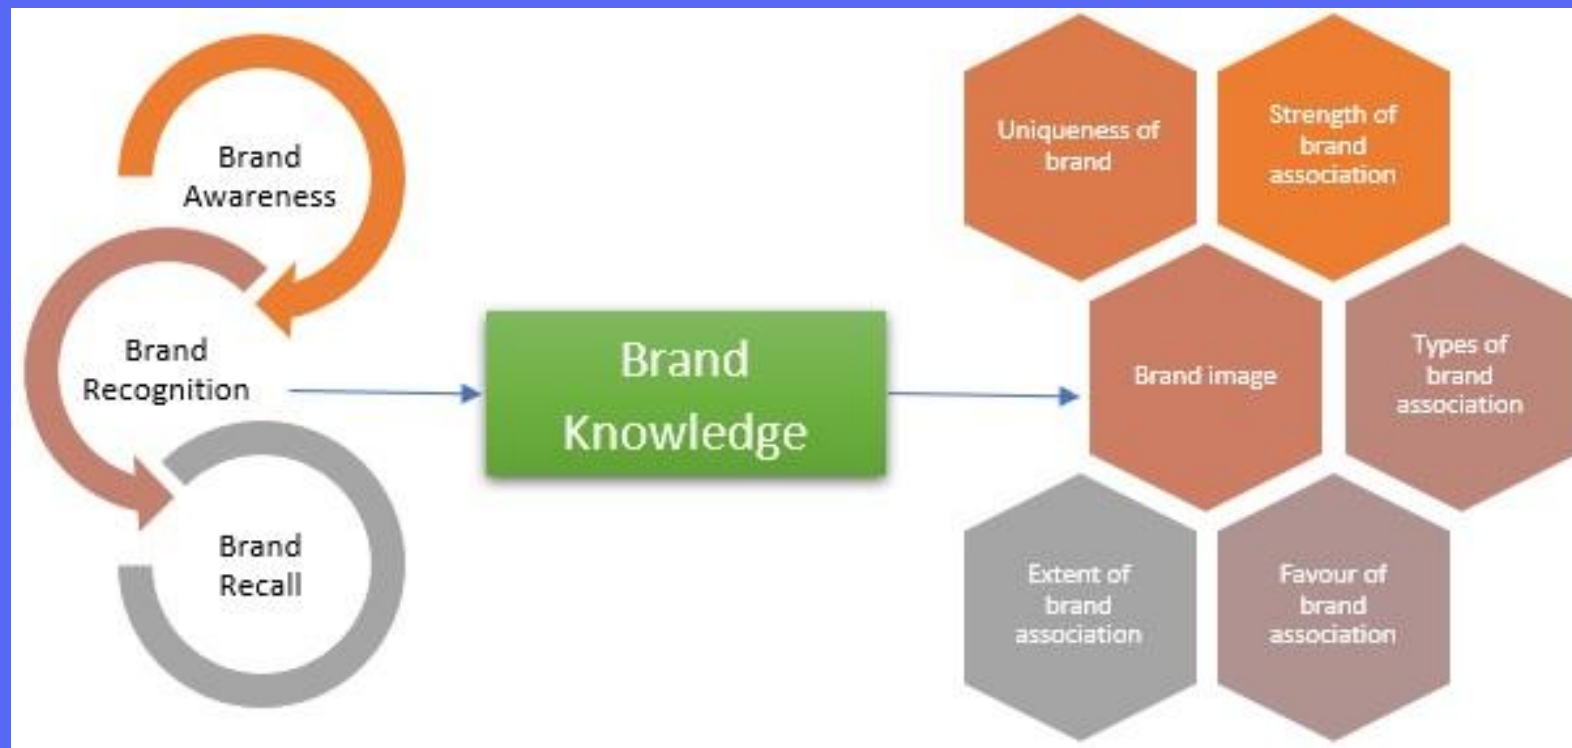 Brand
Awareness
Brand
Recognition
Brand
Recall
Brand
Knowledge
Uniqueness of
brand
Strength of
brand
association
Brand image
Types of
brand
association
Extent of
brand
association
Favour of
brand
association